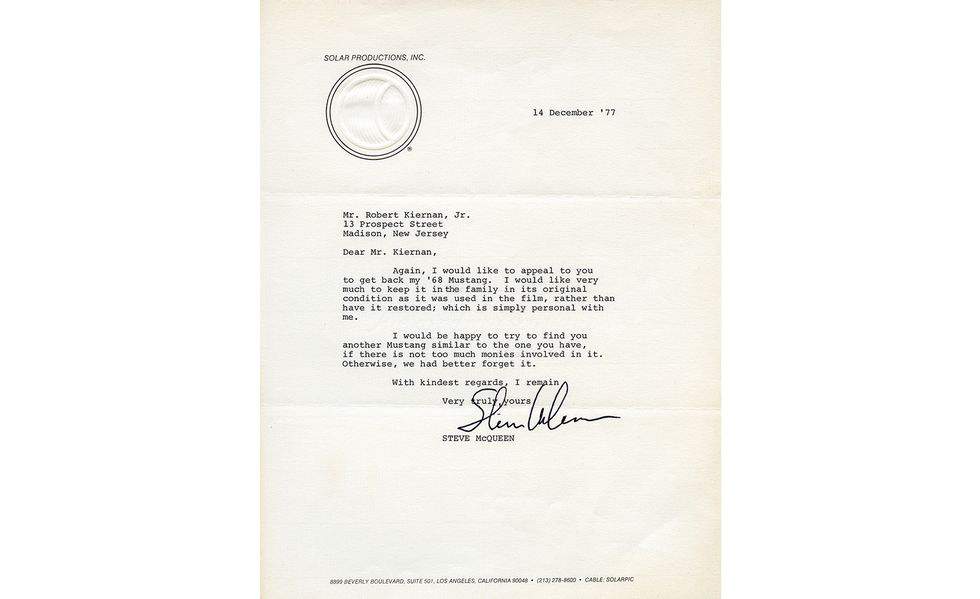 SOLAR PRODUCTIONS, INC.
®
14 December '77
Mr. Robert Kiernan, Jr.
13 Prospect Street
Madison, New Jersey
Dear Mr. Kiernan,
Again, I would like to appeal to you
to get back my '68 Mustang. I would like very
much to keep it in the family in its original
condition as it was used in the film, rather than
have it restored; which is simply personal with
me.
I would be happy to try to find you
another Mustang similar to the one you have,
if there is not too much monies involved in it.
Otherwise, we had better forget it.
With kindest regards, I remain
Very truly yours
STEVE McQUEEN
8899 BEVERLY BOULEVARD, SUITE 501, LOS ANGELES, CALIFORNIA 90048 • (213) 278-8600 • CABLE: SOLARPIC